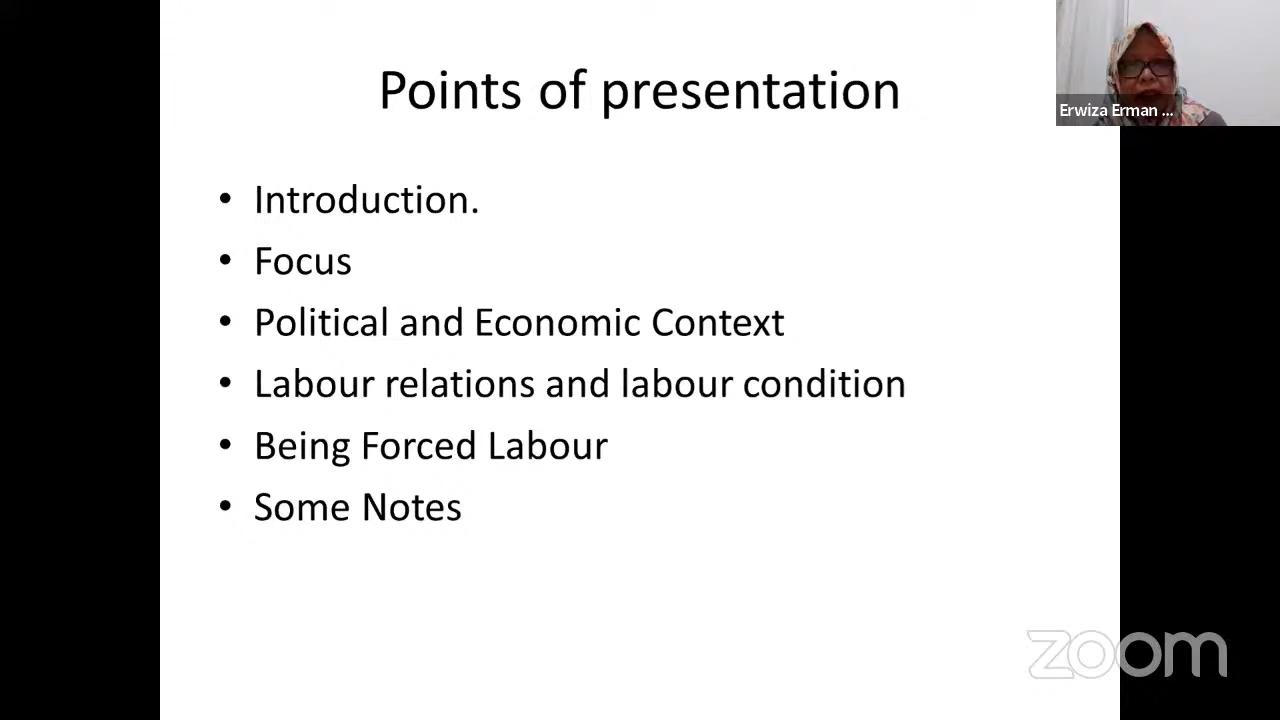 Points of presentation
Erwiza Erman ...
• Introduction.
• Focus
• Political and Economic Context
• Labour relations and labour condition
• Being Forced Labour
• Some Notes
zoom